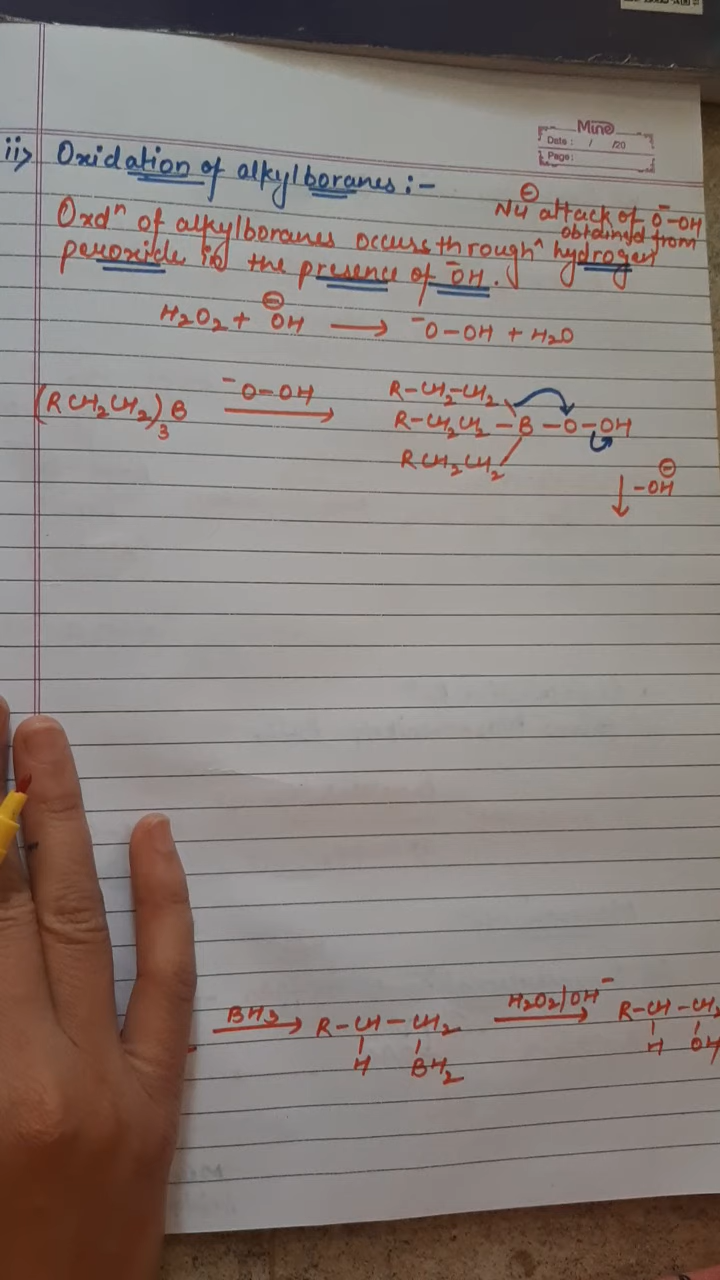 Mine
Date : / /20
Page:
ii> Oxidation of alkylboranes :-
Nu⊖ attack of ⁻O-OH
obtained from
Oxdⁿ of alkylboranes occurs through ^ hydrogen
peroxide in the presence of ⁻OH.
H₂O₂ + ⊖OH ⟶ ⁻O-OH + H₂O
(RCH₂CH₂)₃B ⁻O-OH ⟶
R-CH₂-CH₂
R-CH₂CH₂-B-O-OH
RCH₂CH₂
↓ -OH⊖
BH₃ ⟶ R-CH-CH₂ H₂O₂/OH⁻ ⟶ R-CH-CH₂
H BH₂ H OH